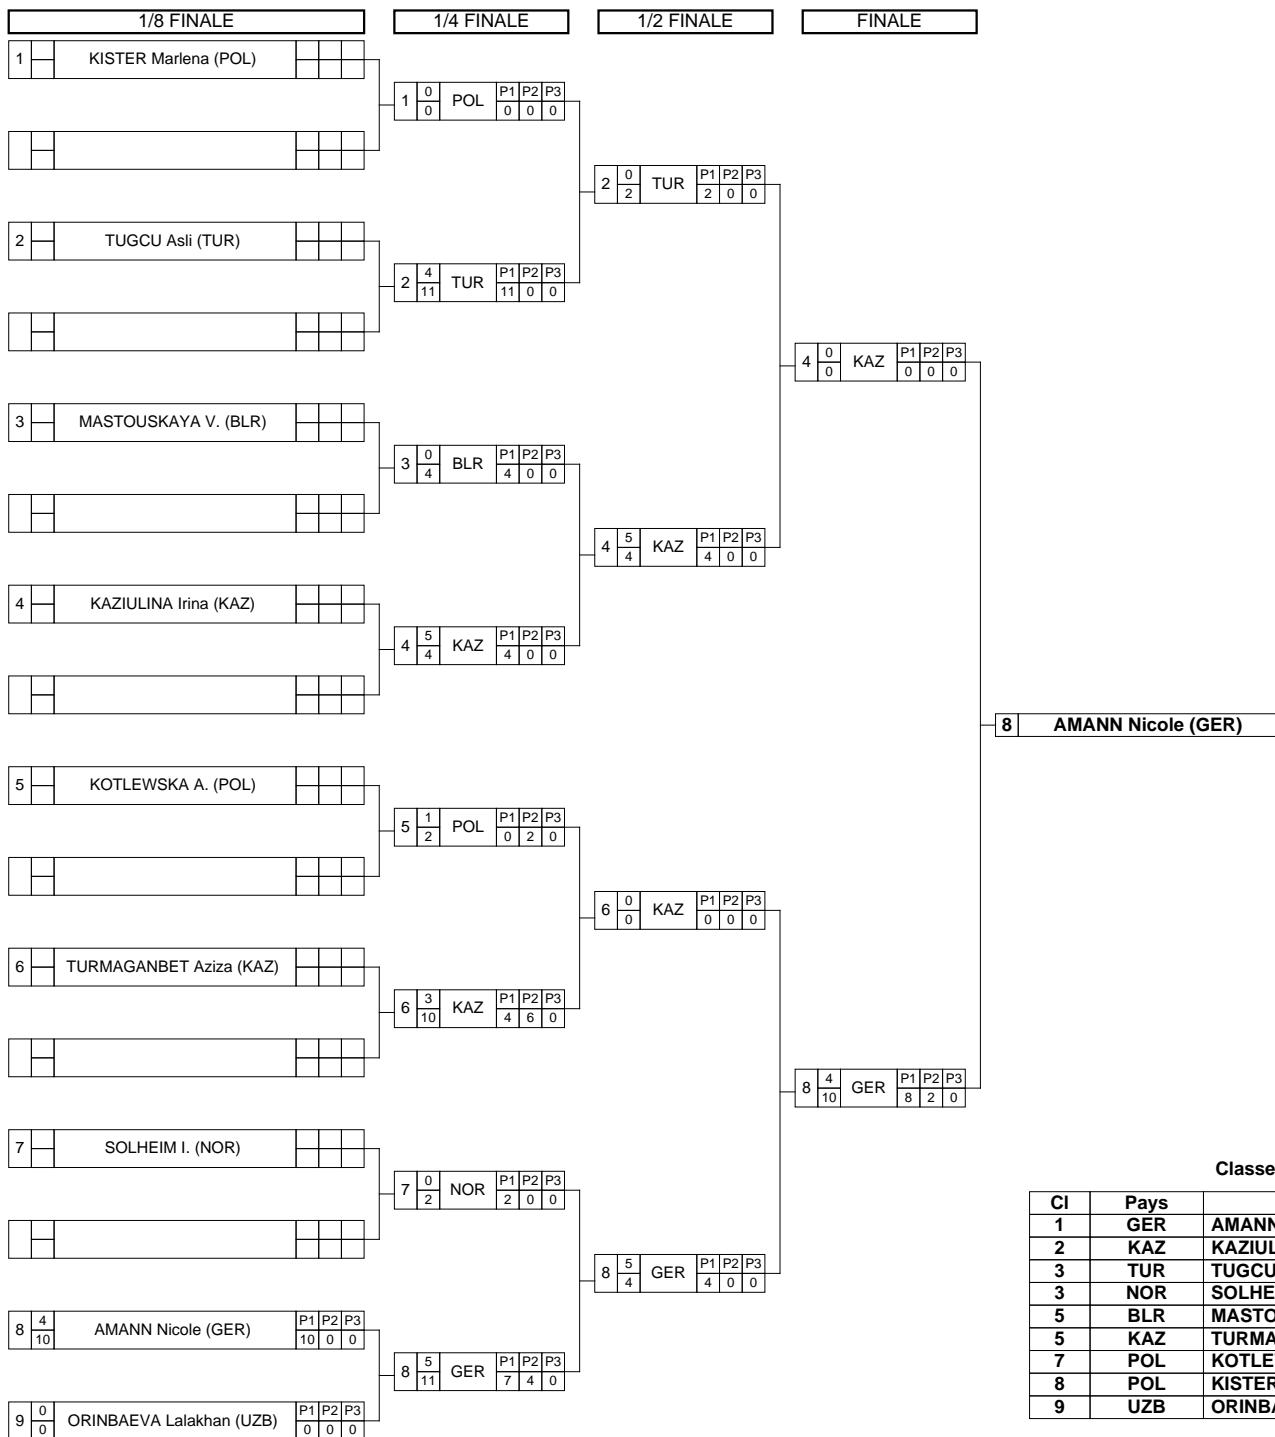 1/8 FINALE 1/4 FINALE 1/2 FINALE FINALE
1 KISTER Marlena (POL)
1 0 POL P1 P2 P3
0 0 0 0
2 0 TUR P1 P2 P3
2 2 0 0
2 TUGCU Asli (TUR)
2 4 TUR P1 P2 P3
11 11 0 0
4 0 KAZ P1 P2 P3
0 0 0 0
3 MASTOUSKAYA V. (BLR)
3 0 BLR P1 P2 P3
4 4 0 0
4 5 KAZ P1 P2 P3
4 4 0 0
4 KAZIULINA Irina (KAZ)
4 5 KAZ P1 P2 P3
4 4 0 0
8 AMANN Nicole (GER)
5 KOTLEWSKA A. (POL)
5 1 POL P1 P2 P3
2 0 2 0
6 0 KAZ P1 P2 P3
0 0 0 0
6 TURMAGANBET Aziza (KAZ)
6 3 KAZ P1 P2 P3
10 4 6 0
8 4 GER P1 P2 P3
10 8 2 0
7 SOLHEIM I. (NOR)
7 0 NOR P1 P2 P3
2 2 0 0
8 5 GER P1 P2 P3
4 4 0 0
8 4 AMANN Nicole (GER) P1 P2 P3
10 10 0 0
8 5 GER P1 P2 P3
11 7 4 0
9 0 ORINBAEVA Lalakhan (UZB) P1 P2 P3
0 0 0 0
Classe
Cl Pays
1 GER AMANN
2 KAZ KAZIUL
3 TUR TUGCU
3 NOR SOLHE
5 BLR MASTO
5 KAZ TURMA
7 POL KOTLE
8 POL KISTER
9 UZB ORINBA